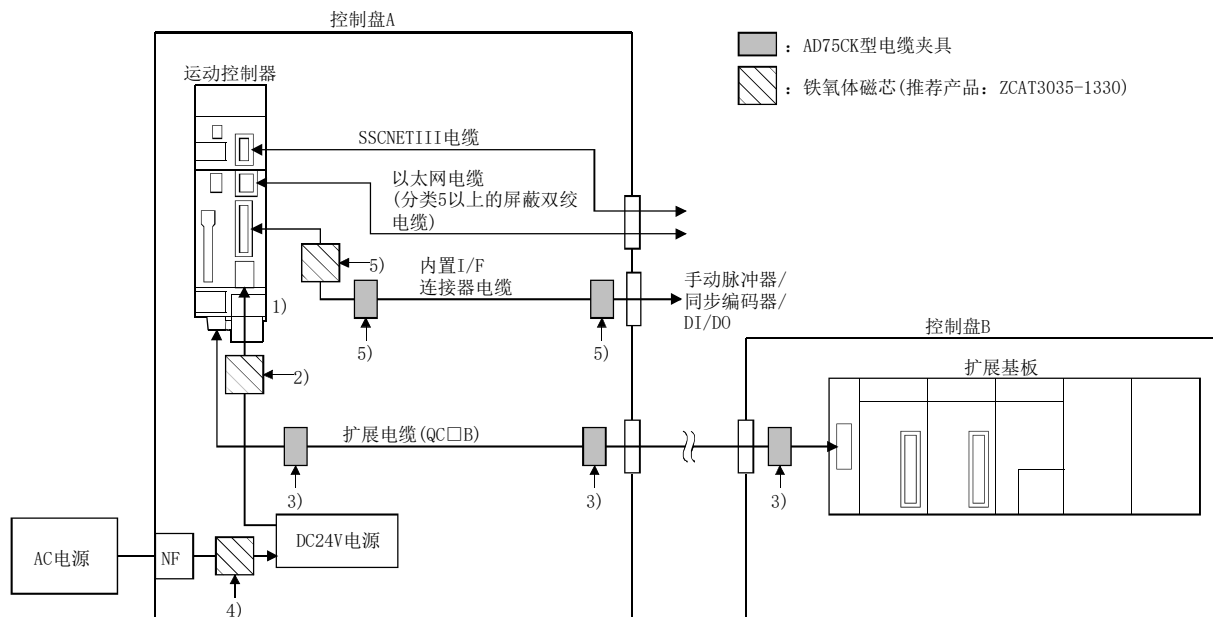 控制盘A
：AD75CK型电缆夹具
运动控制器
：铁氧体磁芯(推荐产品：ZCAT3035-1330)
SSCNETIII电缆
以太网电缆
(分类5以上的屏蔽双绞
电缆)
5)
内置I/F
连接器电缆
手动脉冲器/
同步编码器/
DI/DO
1)
5)
5)
控制盘B
扩展基板
2)
扩展电缆(QC□B)
3)
3)
3)
DC24V电源
AC电源
NF
4)